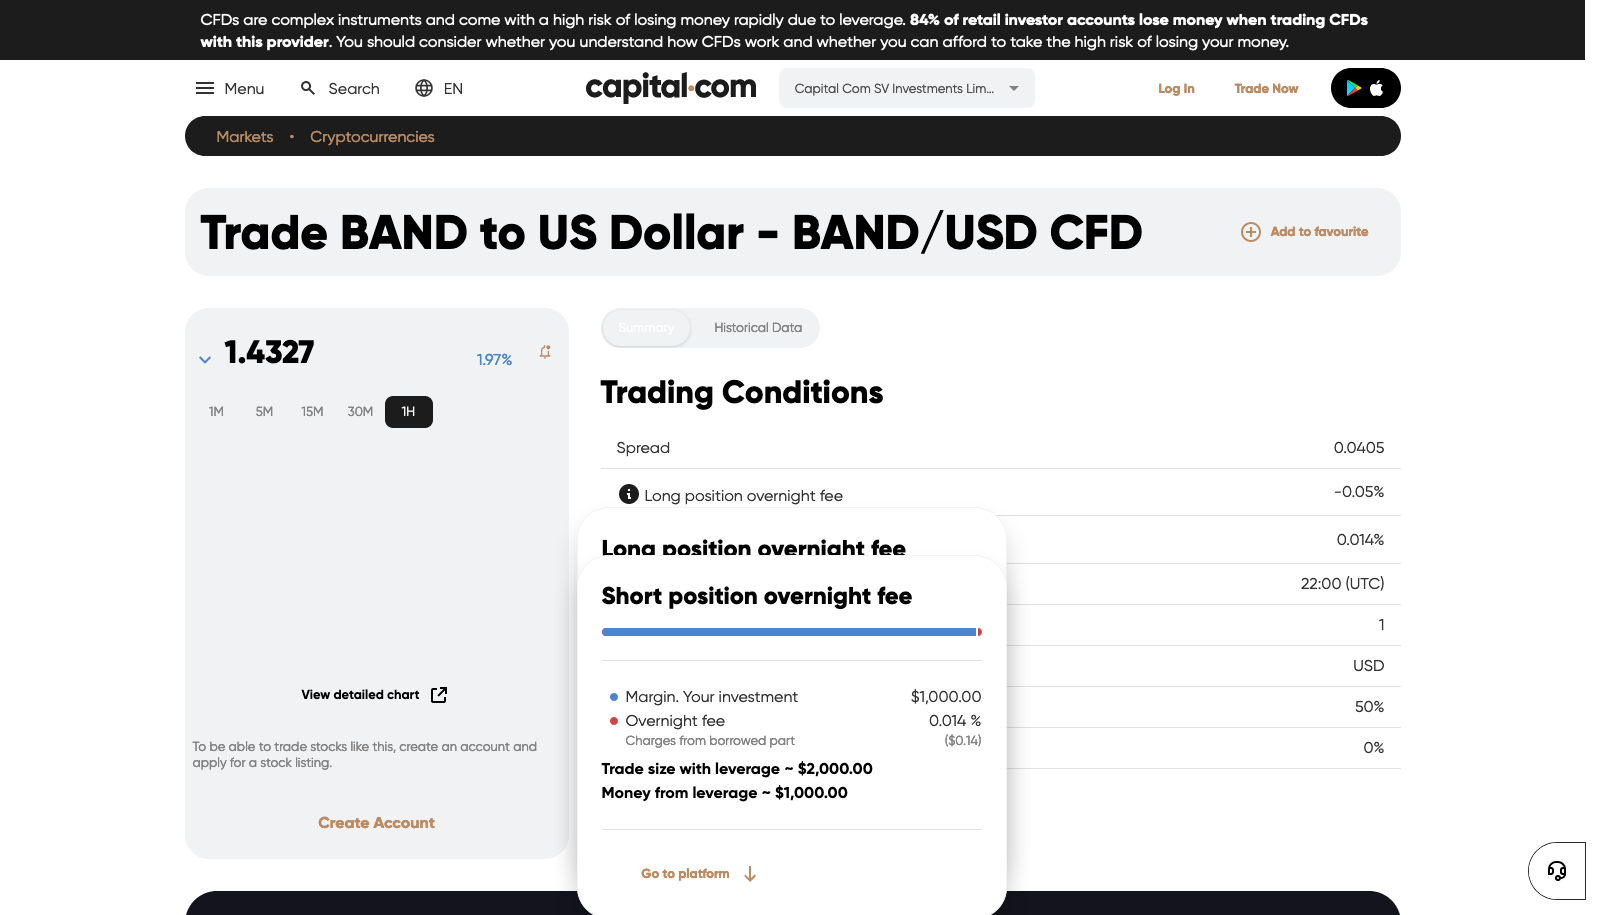 CFDs are complex instruments and come with a high risk of losing money rapidly due to leverage. 84% of retail investor accounts lose money when trading CFDs
with this provider. You should consider whether you understand how CFDs work and whether you can afford to take the high risk of losing your money.
Menu Search EN capital.com Capital Com SV Investments Lim... Log In Trade Now
Markets • Cryptocurrencies
Trade BAND to US Dollar - BAND/USD CFD Add to favourite
1.4327 1.97%
1M 5M 15M 30M 1H
View detailed chart
To be able to trade stocks like this, create an account and
apply for a stock listing.
Create Account
Summary Historical Data
Trading Conditions
Spread 0.0405
Long position overnight fee -0.05%
0.014%
22:00 (UTC)
1
USD
50%
0%
Long position overnight fee
Short position overnight fee
Margin. Your investment $1,000.00
Overnight fee 0.014 %
Charges from borrowed part ($0.14)
Trade size with leverage ~ $2,000.00
Money from leverage ~ $1,000.00
Go to platform